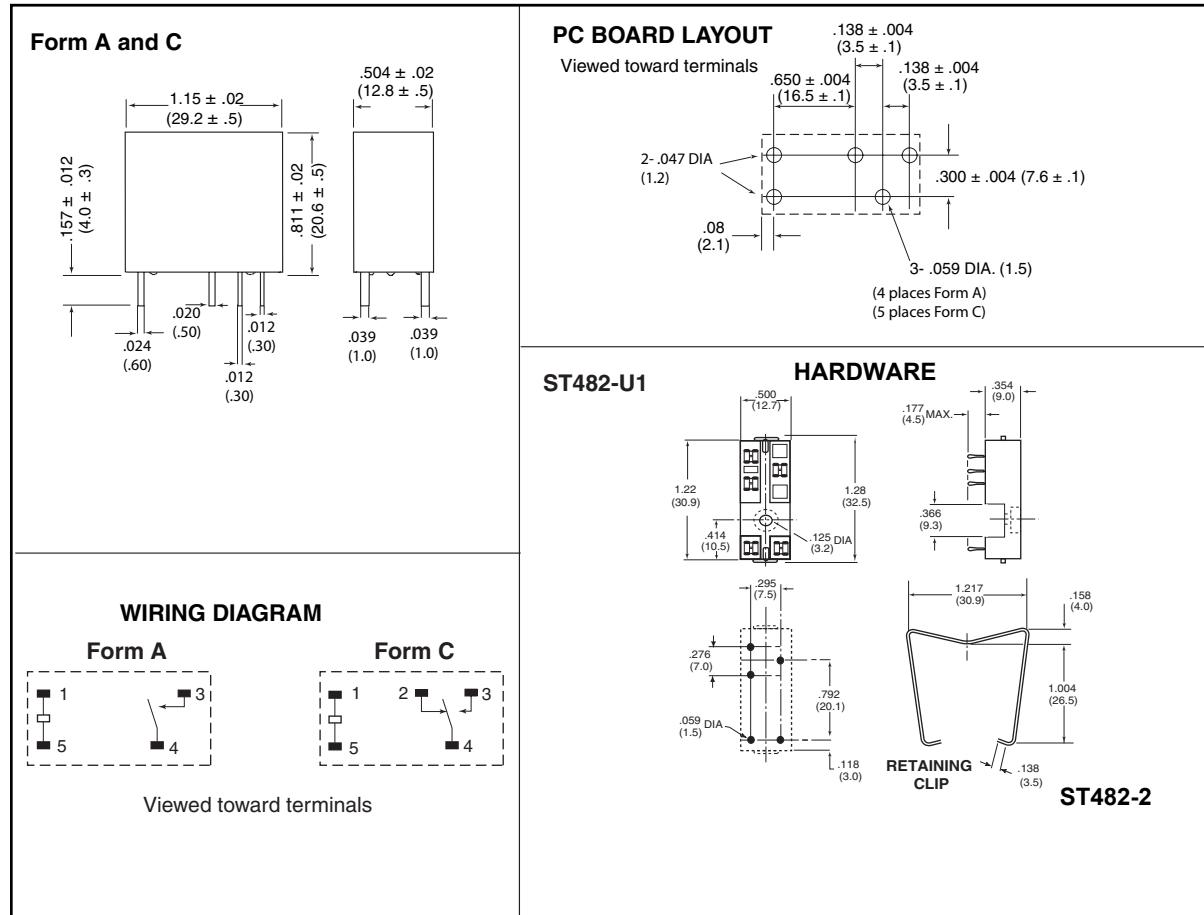 Form A and C
1.15 ± .02
(29.2 ± .5)
.504 ± .02
(12.8 ± .5)
.157 ± .012
(4.0 ± .3)
.811 ± .02
(20.6 ± .5)
.024
(.60)
.020
(.50)
.012
(.30)
.012
(.30)
.039
(1.0)
.039
(1.0)
PC BOARD LAYOUT
Viewed toward terminals
.138 ± .004
(3.5 ± .1)
.650 ± .004
(16.5 ± .1)
.138 ± .004
(3.5 ± .1)
2- .047 DIA
(1.2)
.300 ± .004 (7.6 ± .1)
.08
(2.1)
3- .059 DIA. (1.5)
(4 places Form A)
(5 places Form C)
WIRING DIAGRAM
Form A
1
3
5
4
Form C
1
2
3
5
4
Viewed toward terminals
HARDWARE
ST482-U1
.500
(12.7)
.354
(9.0)
.177
(4.5) MAX.
1.22
(30.9)
1.28
(32.5)
.414
(10.5)
.125 DIA
(3.2)
.366
(9.3)
.295
(7.5)
.276
(7.0)
.792
(20.1)
.059 DIA
(1.5)
.118
(3.0)
1.217
(30.9)
.158
(4.0)
1.004
(26.5)
RETAINING
CLIP
.138
(3.5)
ST482-2